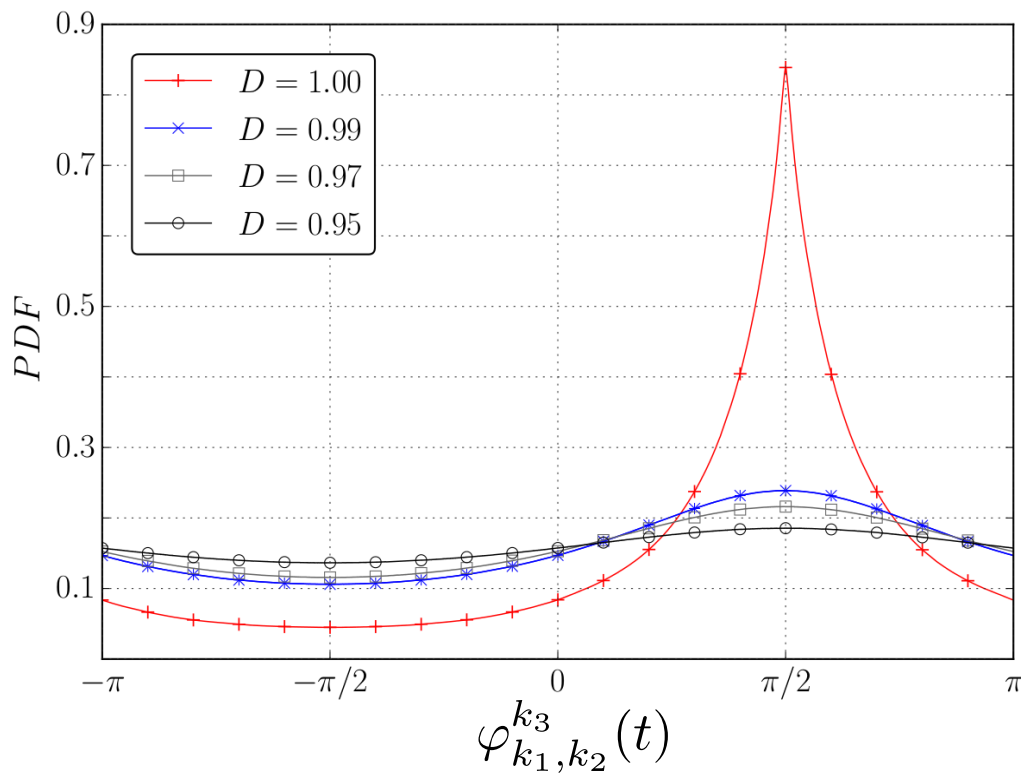 0.9
0.7
0.5
0.3
0.1
PDF
D = 1.00
D = 0.99
D = 0.97
D = 0.95
−π −π/2 0 π/2 π
φ^{k_3}_{k_1,k_2}(t)